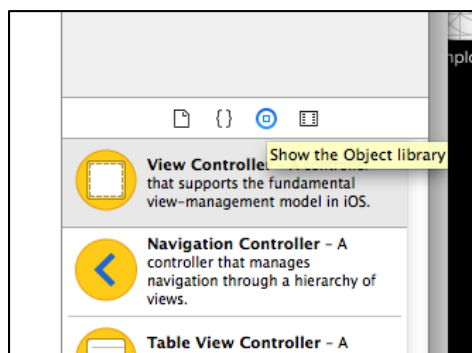 mplo
{ }
Show the Object library
View Controller
that supports the fundamental
view-management model in iOS.
Navigation Controller - A
controller that manages
navigation through a hierarchy of
views.
Table View Controller - A